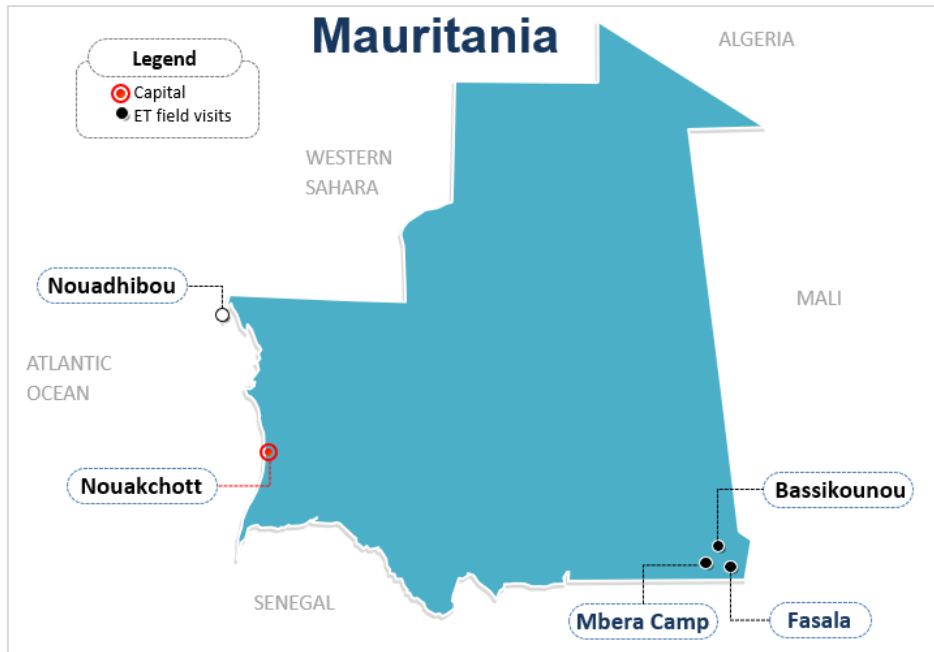 Mauritania
ALGERIA
Legend
Capital
ET field visits
WESTERN
SAHARA
Nouadhibou
MALI
ATLANTIC
OCEAN
Nouakchott
Bassikounou
SENEGAL
Mbera Camp
Fasala